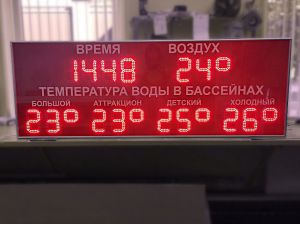 ВРЕМЯ ВОЗДУХ
1448 24°
ТЕМПЕРАТУРА ВОДЫ В БАССЕЙНАХ
БОЛЬШОЙ АТТРАКЦИОН ДЕТСКИЙ ХОЛОДНЫЙ
23° 23° 25° 26°